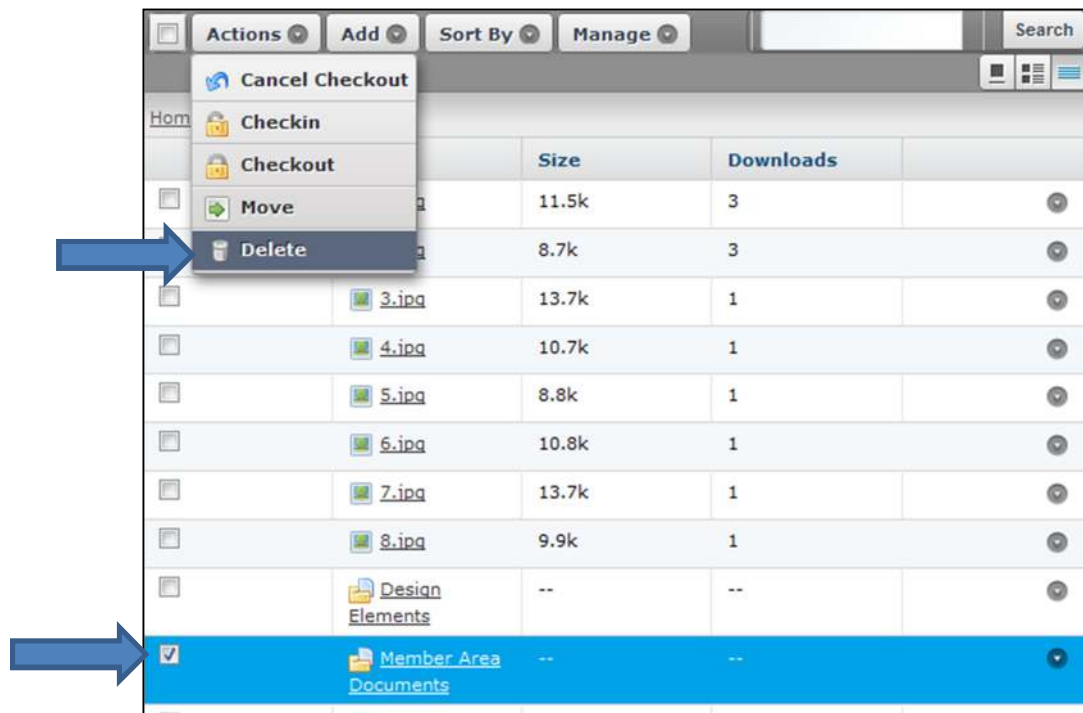 Actions Add Sort By Manage Search
Cancel Checkout
Hom
Checkin
Checkout
Size Downloads
Move
11.5k 3
Delete
8.7k 3
3.jpg 13.7k 1
4.jpg 10.7k 1
5.jpg 8.8k 1
6.jpg 10.8k 1
7.jpg 13.7k 1
8.jpg 9.9k 1
Design -- --
Elements
Member Area -- --
Documents